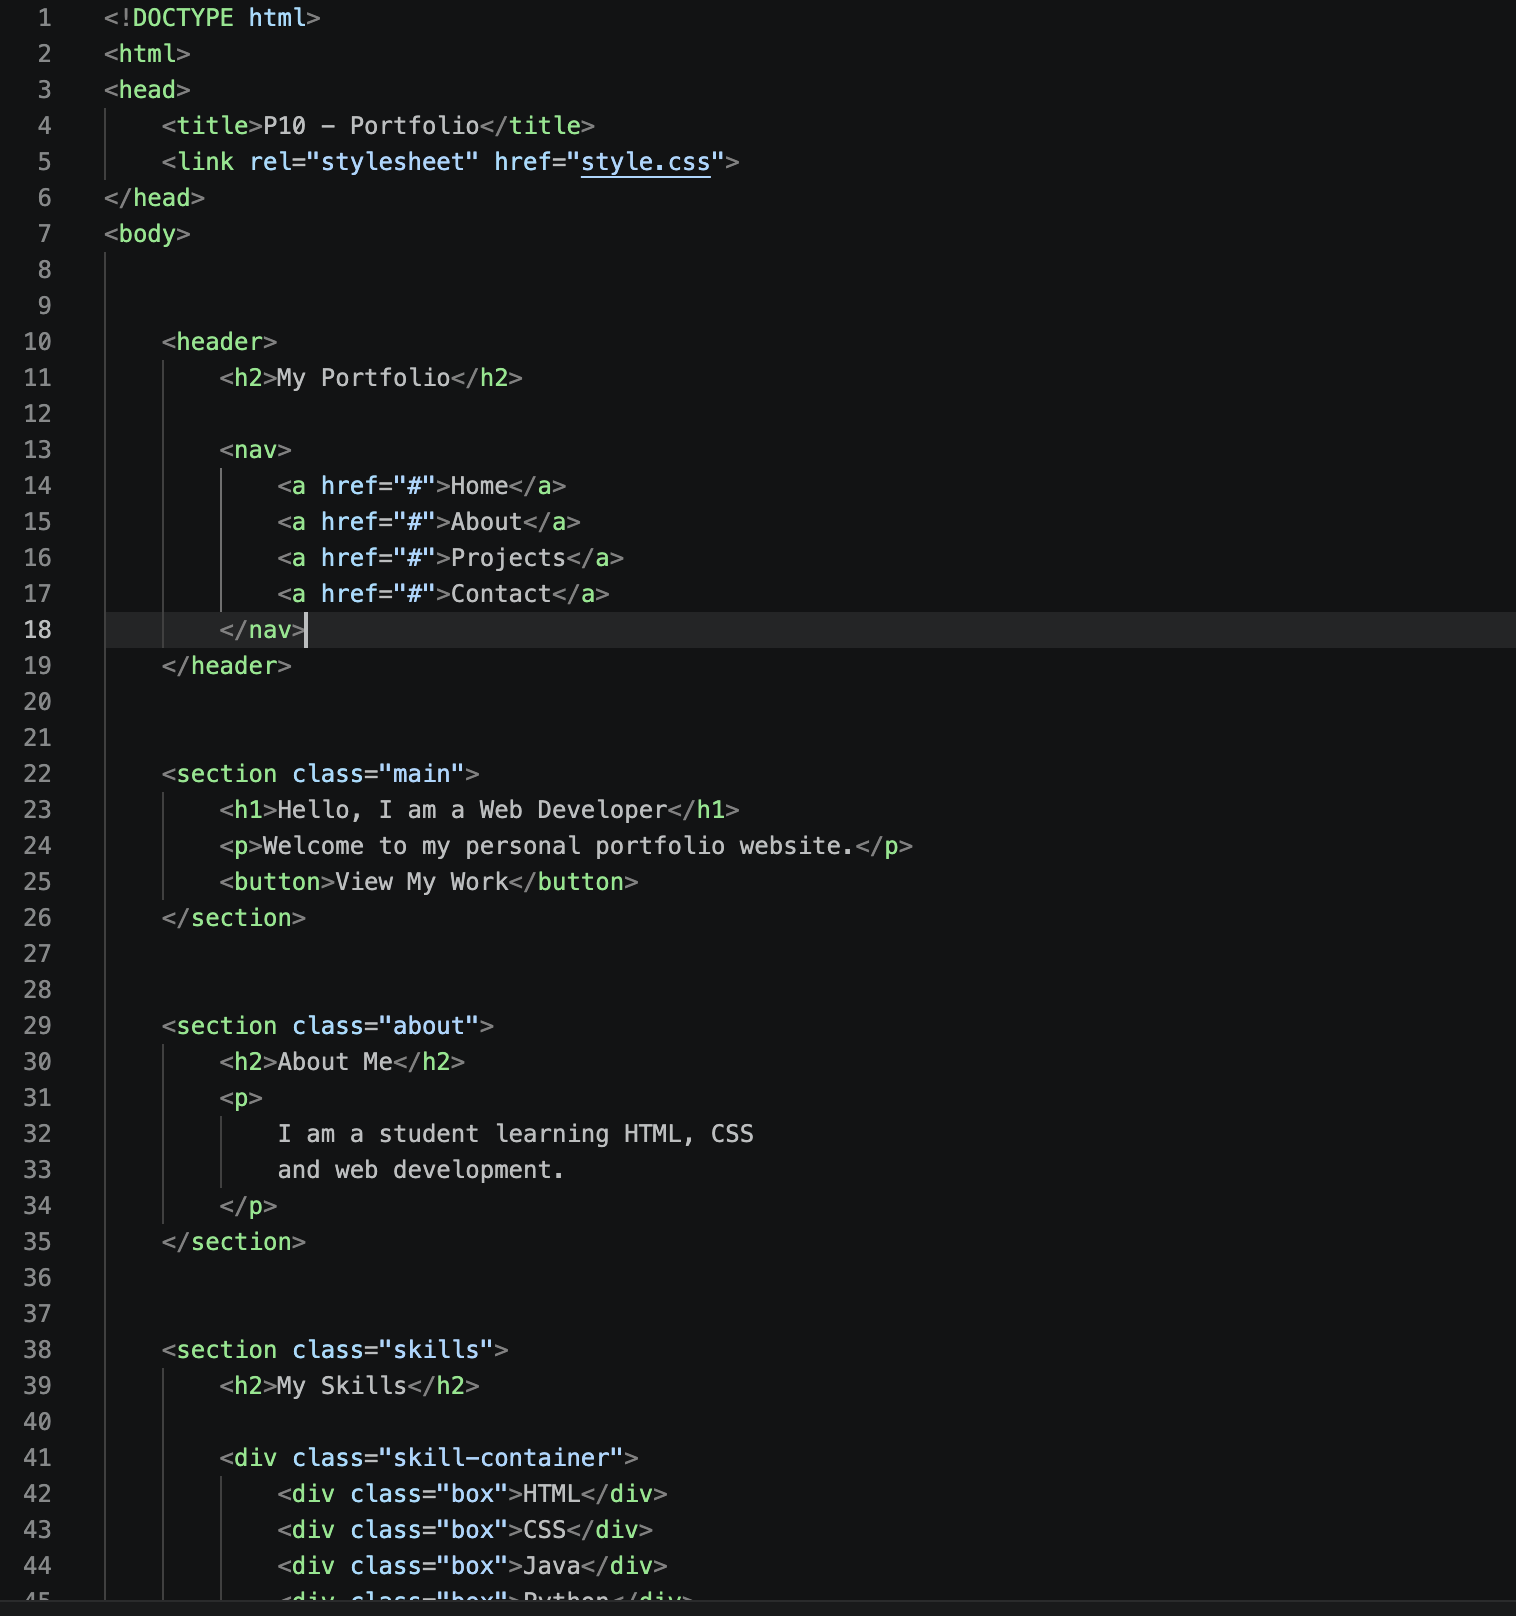 1 <!DOCTYPE html>
2 <html>
3 <head>
4     <title>P10 - Portfolio</title>
5     <link rel="stylesheet" href="style.css">
6 </head>
7 <body>
8
9
10     <header>
11         <h2>My Portfolio</h2>
12
13         <nav>
14             <a href="#">Home</a>
15             <a href="#">About</a>
16             <a href="#">Projects</a>
17             <a href="#">Contact</a>
18         </nav>
19     </header>
20
21
22     <section class="main">
23         <h1>Hello, I am a Web Developer</h1>
24         <p>Welcome to my personal portfolio website.</p>
25         <button>View My Work</button>
26     </section>
27
28
29     <section class="about">
30         <h2>About Me</h2>
31         <p>
32             I am a student learning HTML, CSS
33             and web development.
34         </p>
35     </section>
36
37
38     <section class="skills">
39         <h2>My Skills</h2>
40
41         <div class="skill-container">
42             <div class="box">HTML</div>
43             <div class="box">CSS</div>
44             <div class="box">Java</div>
45             <div class="box">Python</div>